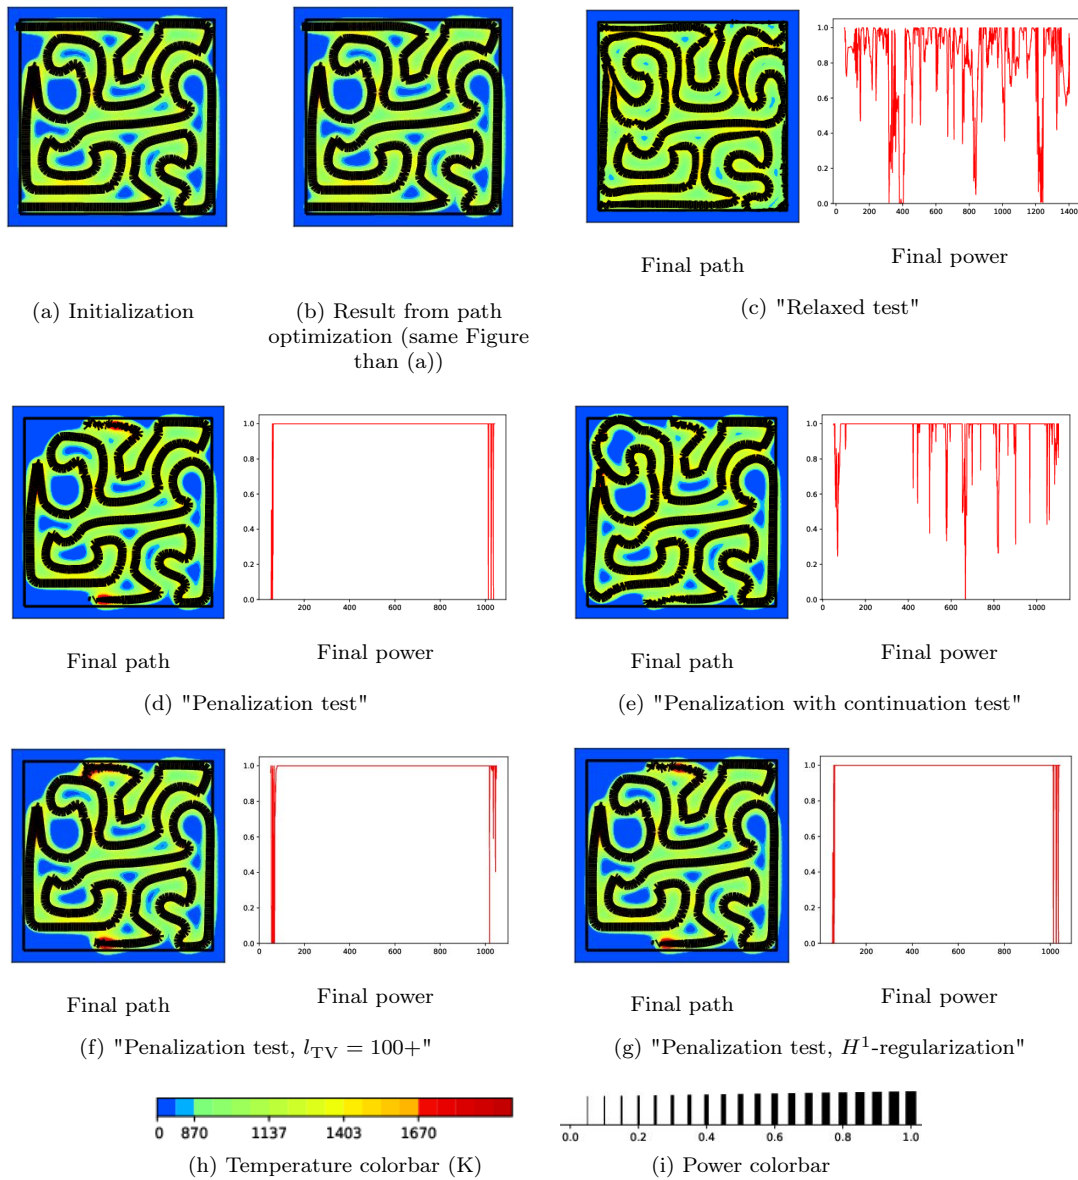 1.0
0.8
0.6
0.4
0.2
0.0
0 200 400 600 800 1000 1200 1400
Final path
Final power
(a) Initialization
(b) Result from path
optimization (same Figure
than (a))
(c) "Relaxed test"
1.0
0.8
0.6
0.4
0.2
0.0
200 400 600 800 1000
1.0
0.8
0.6
0.4
0.2
0.0
0 200 400 600 800 1000
Final path
Final power
Final path
Final power
(d) "Penalization test"
(e) "Penalization with continuation test"
1.0
0.8
0.6
0.4
0.2
0.0
200 400 600 800 1000
1.0
0.8
0.6
0.4
0.2
0.0
200 400 600 800 1000
Final path
Final power
Final path
Final power
(f) "Penalization test, l_TV = 100+"
(g) "Penalization test, H¹-regularization"
0 870 1137 1403 1670
0.0 0.2 0.4 0.6 0.8 1.0
(h) Temperature colorbar (K)
(i) Power colorbar